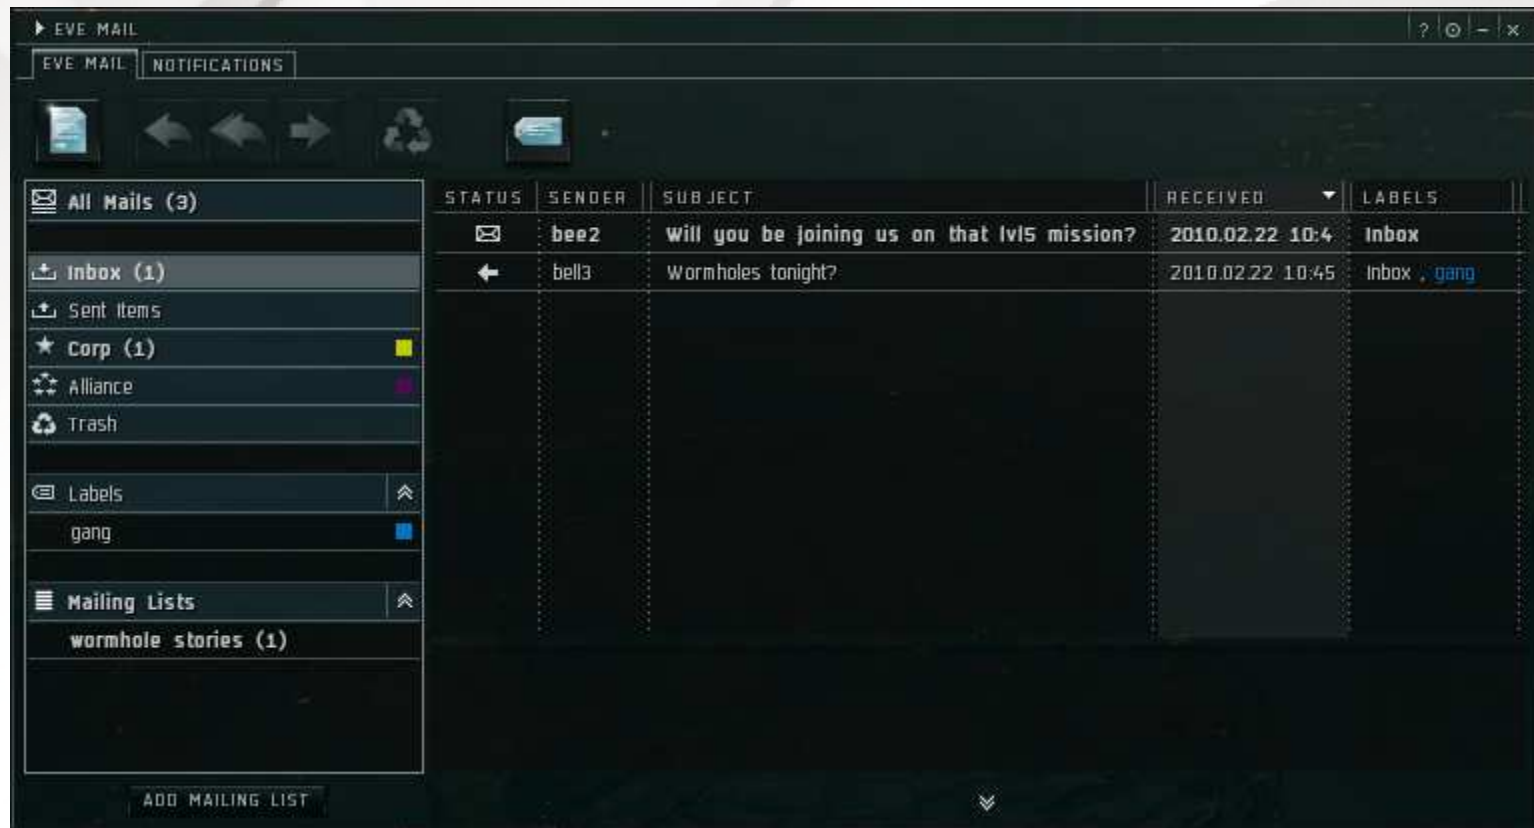 EVE MAIL
? - x
EVE MAIL NOTIFICATIONS
All Mails (3)
Inbox (1)
Sent Items
Corp (1)
Alliance
Trash
Labels
gang
Mailing Lists
wormhole stories (1)
ADD MAILING LIST
STATUS SENDER SUBJECT RECEIVED LABELS
bee2 Will you be joining us on that lvl5 mission? 2010.02.22 10:4 Inbox
bell3 Wormholes tonight? 2010.02.22 10:45 Inbox , gang